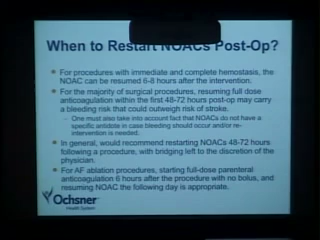 When to Restart NOACs Post-Op?
For procedures with immediate and complete hemostasis, the
NOAC can be resumed 6-8 hours after the intervention.
For the majority of surgical procedures, resuming full dose
anticoagulation within the first 48-72 hours post-op may carry
a bleeding risk that could outweigh risk of stroke.
– One must also take into account fact that NOACs do not have a
specific antidote in case bleeding should occur and/or re-
intervention is needed.
In general, would recommend restarting NOACs 48-72 hours
following a procedure, with bridging left to the discretion of the
physician.
For AF ablation procedures, starting full-dose parenteral
anticoagulation 6 hours after the procedure with no bolus, and
resuming NOAC the following day is appropriate.
Ochsner
Health System